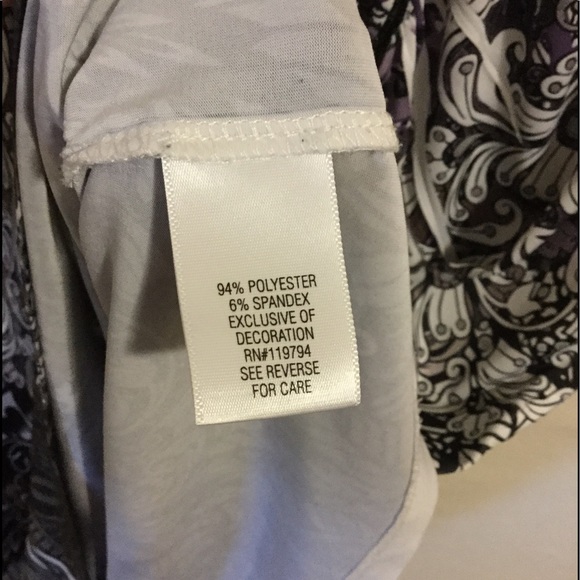 94% POLYESTER
6% SPANDEX
EXCLUSIVE OF
DECORATION
RN#119794
SEE REVERSE
FOR CARE